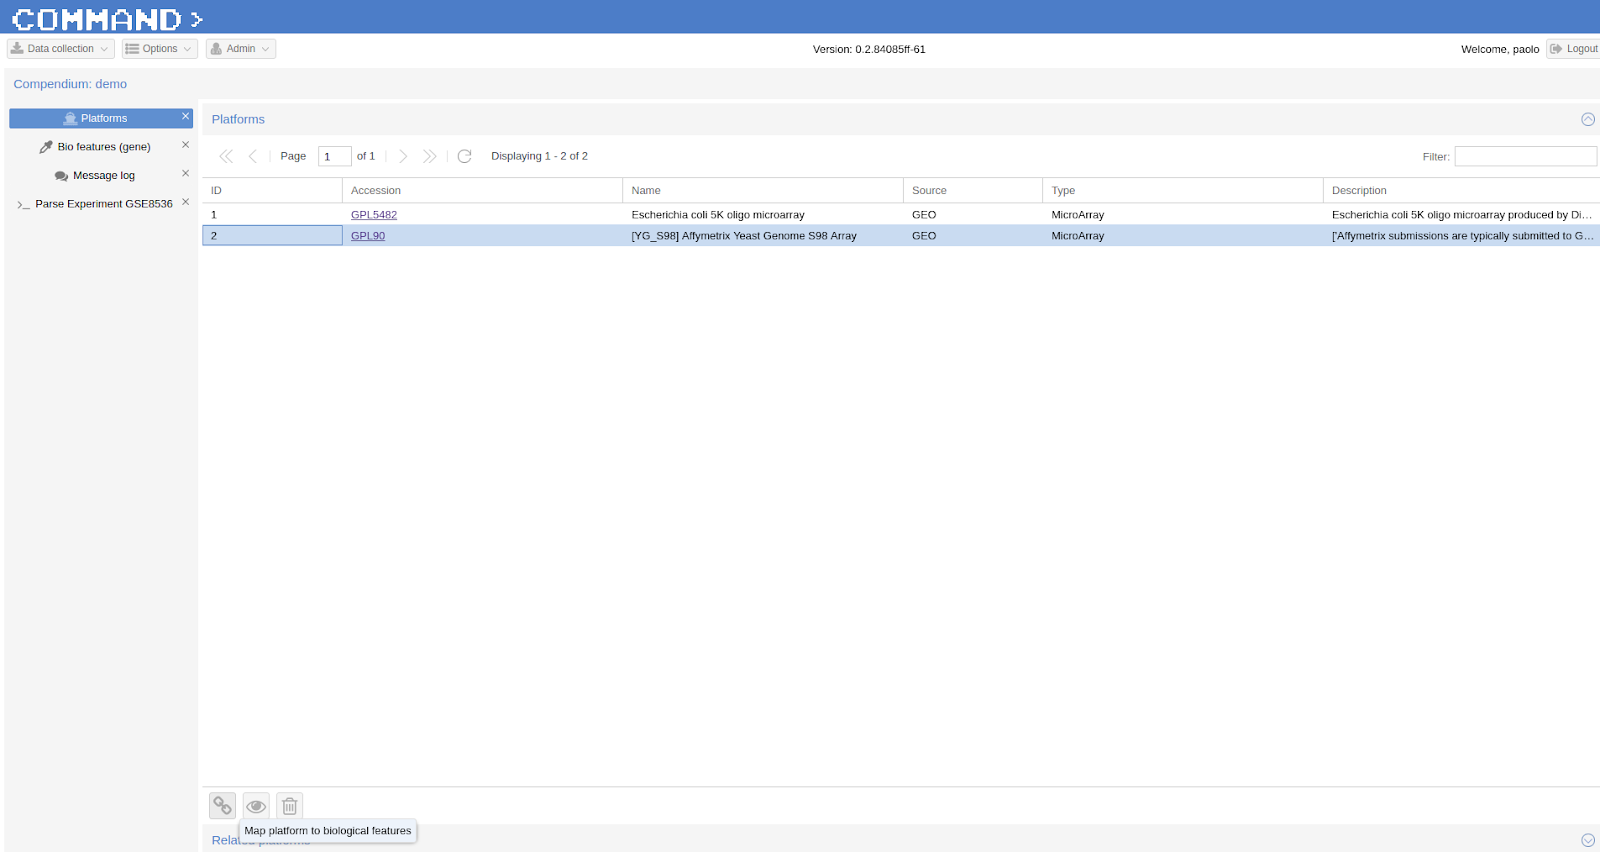 COMMAND >
Data collection Options Admin Version: 0.2.84085ff-61 Welcome, paolo Logout
Compendium: demo
Platforms
Bio features (gene)
Message log
Parse Experiment GSE8536
Platforms
Page 1 of 1 Displaying 1 - 2 of 2 Filter:
ID Accession Name Source Type Description
1 GPL5482 Escherichia coli 5K oligo microarray GEO MicroArray Escherichia coli 5K oligo microarray produced by Di…
2 GPL90 [YG_S98] Affymetrix Yeast Genome S98 Array GEO MicroArray ['Affymetrix submissions are typically submitted to G…
Map platform to biological features
Related platforms